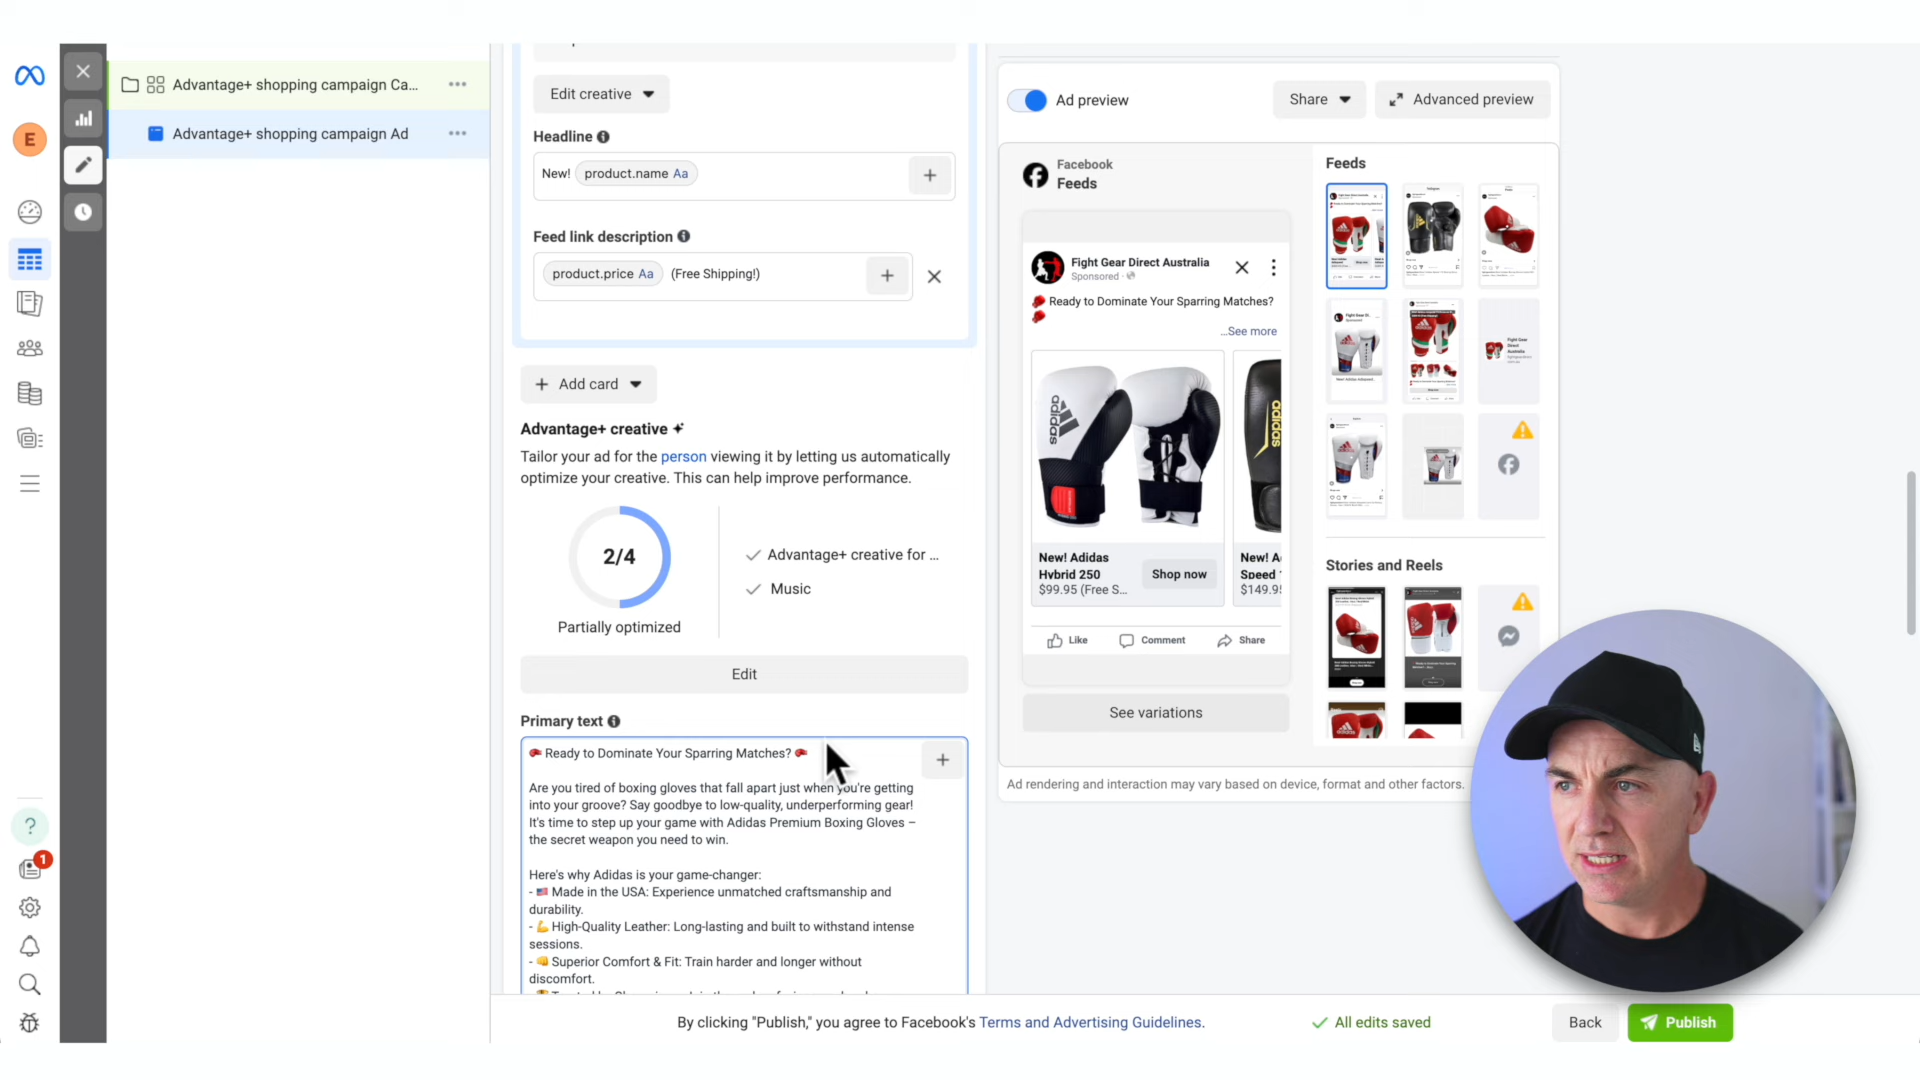 Advantage+ shopping campaign Ca...
Advantage+ shopping campaign Ad
E
1
Edit creative
Headline
New! product.name Aa
Feed link description
product.price Aa (Free Shipping!)
Add card
Advantage+ creative
Tailor your ad for the person viewing it by letting us automatically
optimize your creative. This can help improve performance.
2/4
Partially optimized
Advantage+ creative for ...
Music
Edit
Primary text
Ready to Dominate Your Sparring Matches?
Are you tired of boxing gloves that fall apart just when you're getting
into your groove? Say goodbye to low-quality, underperforming gear!
It's time to step up your game with Adidas Premium Boxing Gloves –
the secret weapon you need to win.
Here's why Adidas is your game-changer:
- 🇺🇸 Made in the USA: Experience unmatched craftsmanship and
durability.
- 💪 High-Quality Leather: Long-lasting and built to withstand intense
sessions.
- 👊 Superior Comfort & Fit: Train harder and longer without
discomfort.
Ad preview
Share
Advanced preview
Facebook
Feeds
Fight Gear Direct Australia
Sponsored
Ready to Dominate Your Sparring Matches?
...See more
adidas
adidas
New! Adidas
Hybrid 250
$99.95 (Free S...
Shop now
New! A
Speed
$149.95
Like
Comment
Share
See variations
Feeds
Stories and Reels
Ad rendering and interaction may vary based on device, format and other factors.
By clicking "Publish," you agree to Facebook's Terms and Advertising Guidelines.
All edits saved
Back
Publish